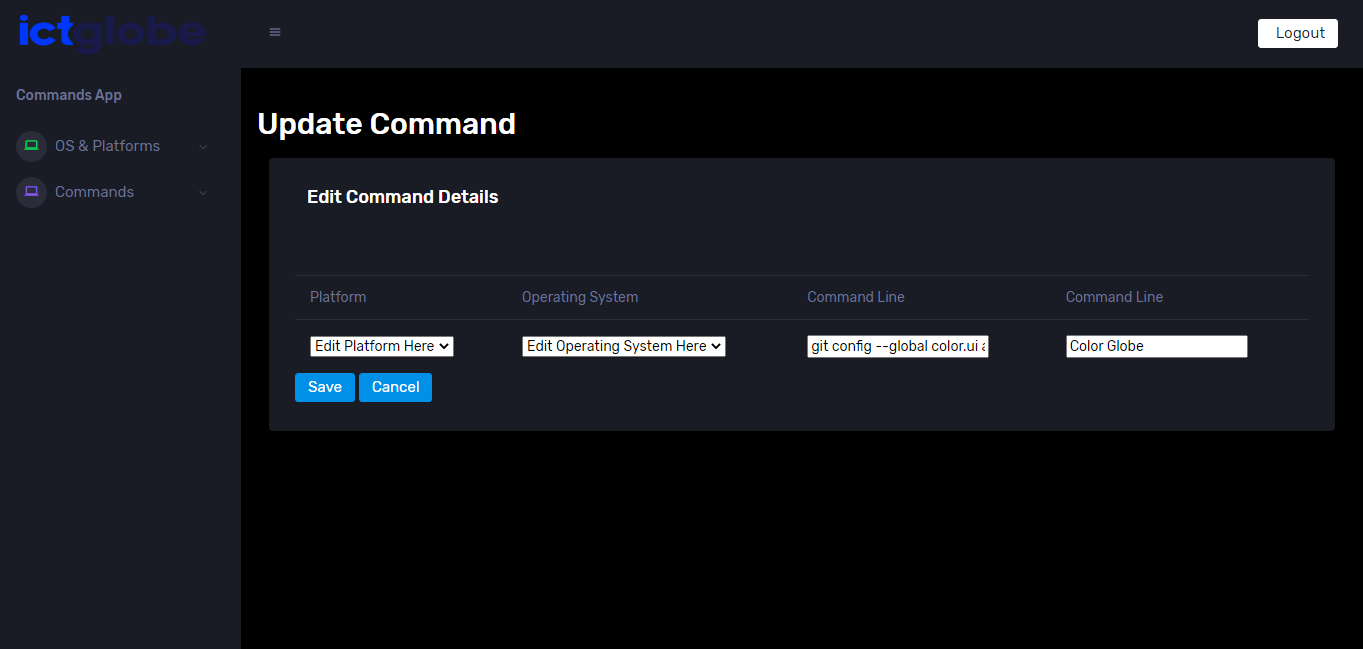 ictglobe
Logout
Commands App
OS & Platforms
Commands
Update Command
Edit Command Details
Platform Operating System Command Line Command Line
Edit Platform Here Edit Operating System Here git config --global color.ui a Color Globe
Save Cancel